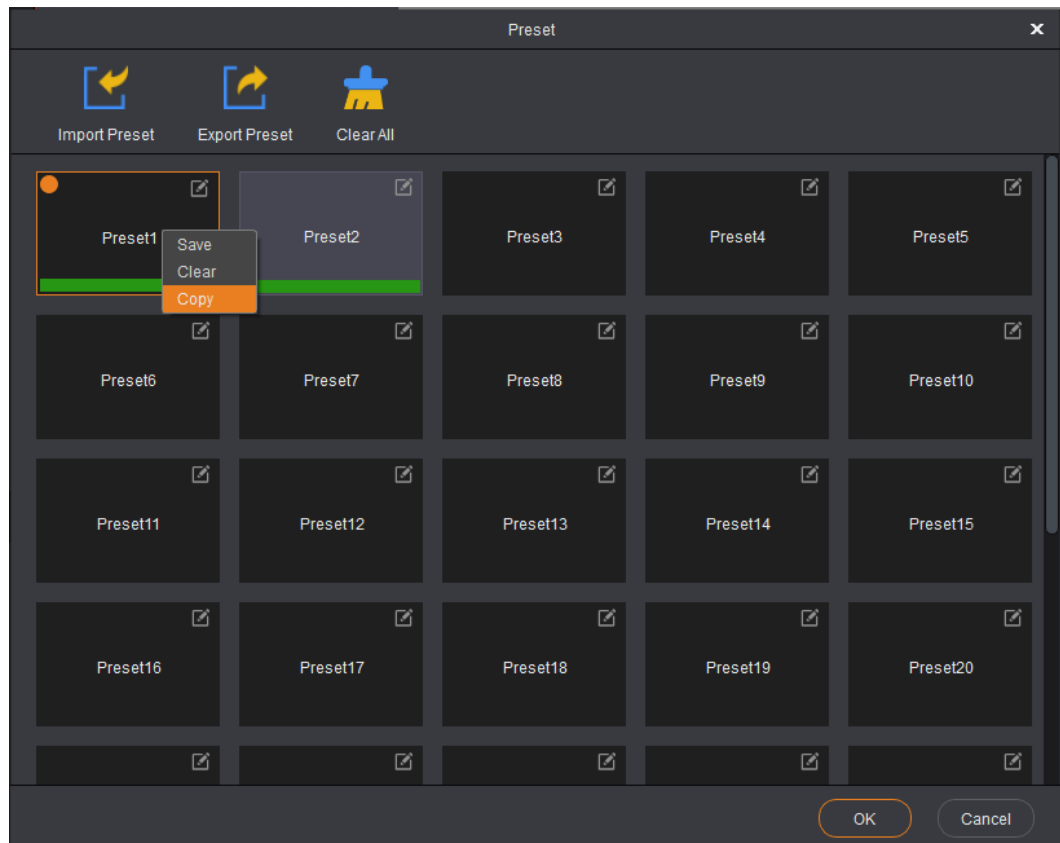 Preset
Import Preset Export Preset Clear All
Preset1 Preset2 Preset3 Preset4 Preset5
Save
Clear
Copy
Preset6 Preset7 Preset8 Preset9 Preset10
Preset11 Preset12 Preset13 Preset14 Preset15
Preset16 Preset17 Preset18 Preset19 Preset20
OK Cancel